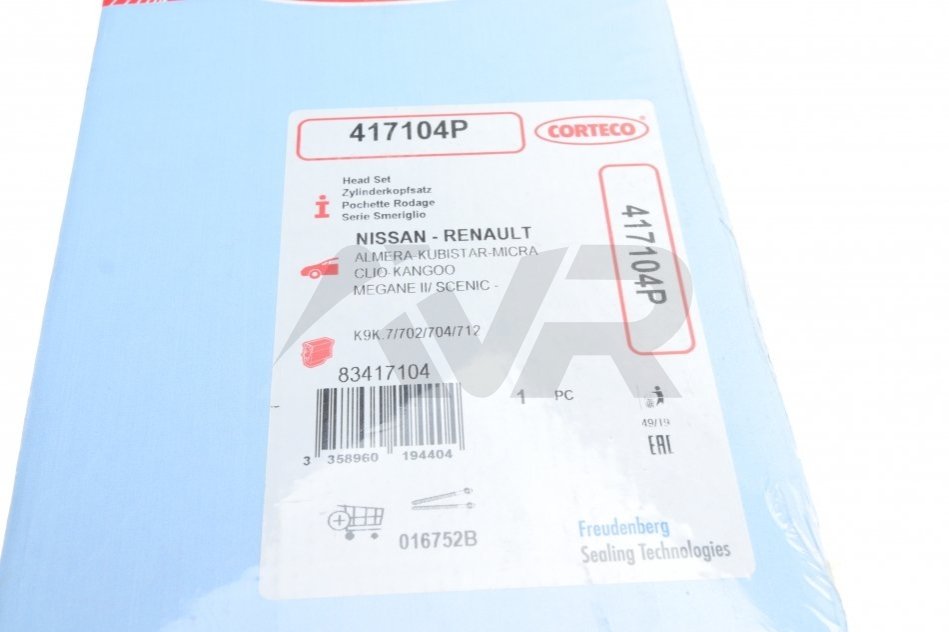 417104P
CORTECO
Head Set
Zylinderkopfsatz
Pochette Rodage
Serie Smeriglio
417104P
NISSAN - RENAULT
ALMERA-KUBISTAR-MICRA
CLIO-KANGOO
MEGANE II/ SCENIC -
K9K.7/702/704/712
83417104
1 PC
49/19
EAC
3 358960 194404
016752B
Freudenberg
Sealing Technologies
IVR